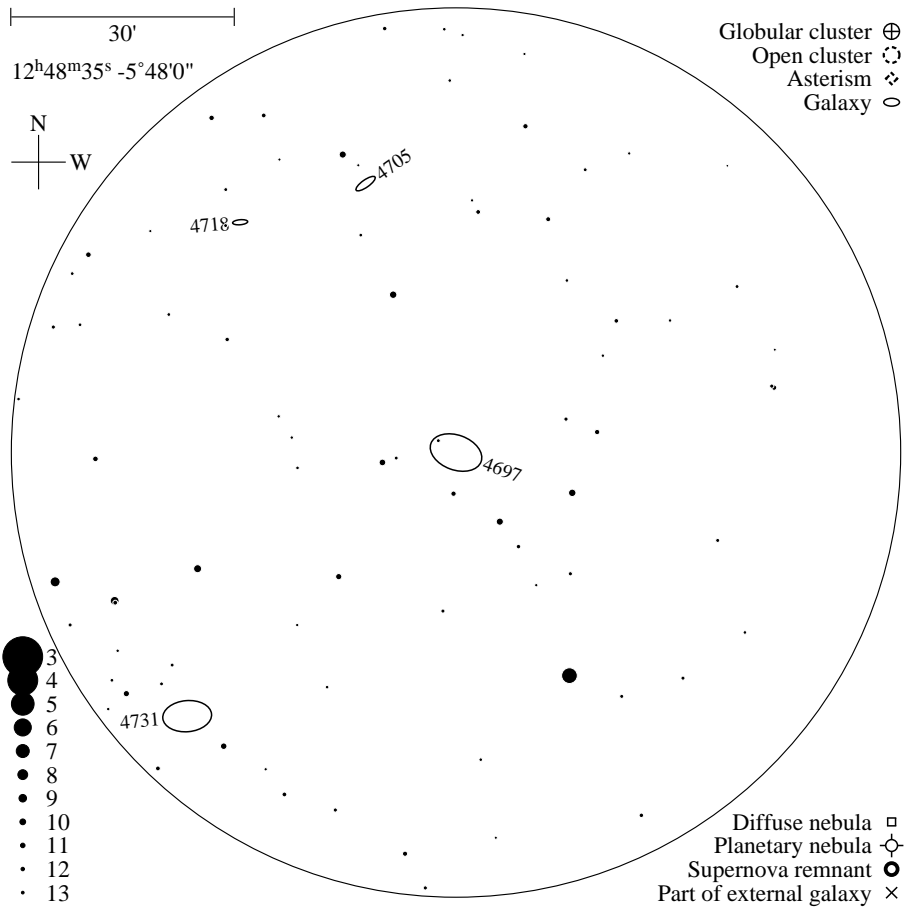 30'
12ʰ48ᵐ35ˢ -5°48'0"
N
W
Globular cluster
Open cluster
Asterism
Galaxy
4705
4718
4697
4731
3
4
5
6
7
8
9
10
11
12
13
Diffuse nebula
Planetary nebula
Supernova remnant
Part of external galaxy